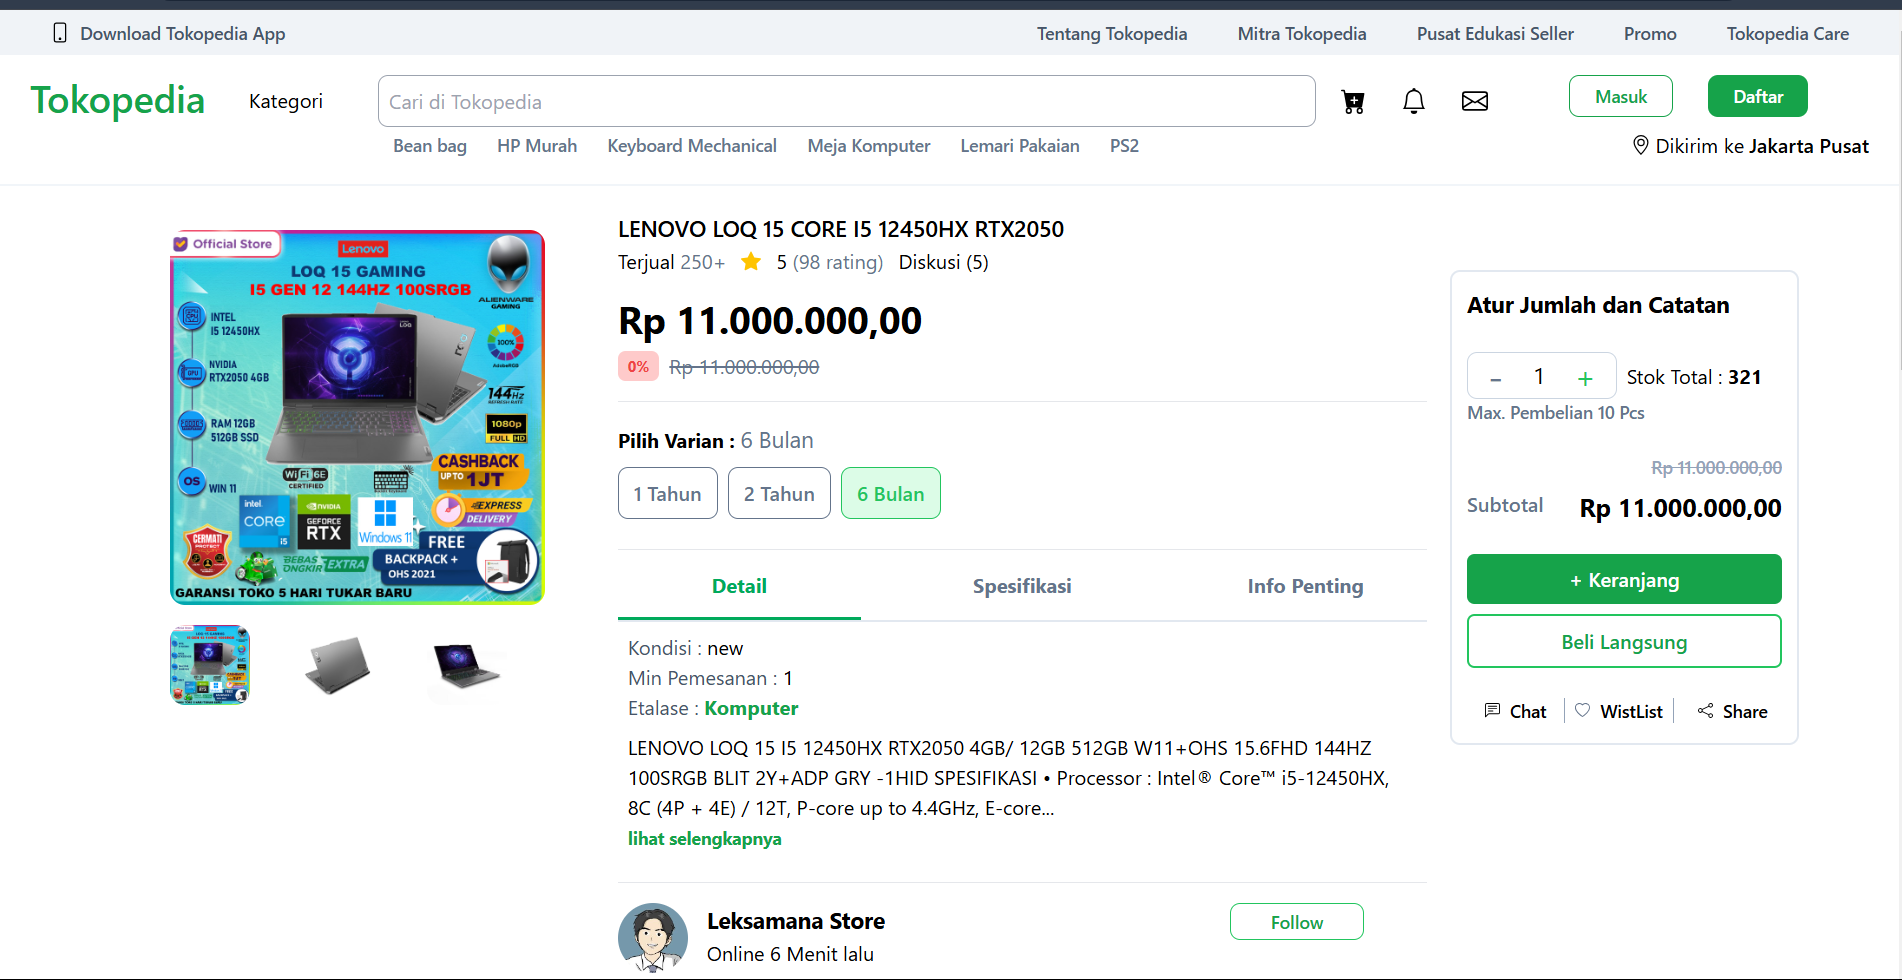 Download Tokopedia App
Tentang Tokopedia
Mitra Tokopedia
Pusat Edukasi Seller
Promo
Tokopedia Care
Tokopedia
Kategori
Cari di Tokopedia
Masuk
Daftar
Bean bag
HP Murah
Keyboard Mechanical
Meja Komputer
Lemari Pakaian
PS2
Dikirim ke Jakarta Pusat
Official Store
Lenovo
LOQ 15 GAMING
I5 GEN 12 144HZ 100SRGB
ALIENWARE
GAMING
INTEL
I5 12450HX
NVIDIA
RTX2050 4GB
RAM 12GB
512GB SSD
OS
WIN 11
100%
AdobeRGB
144Hz
REFRESH RATE
1080p
FULL HD
CASHBACK
UP TO 1JT
EXPRESS
DELIVERY
WiFi 6E
CERTIFIED
intel.
CORE
i5
NVIDIA
GEFORCE
RTX
Windows 11
CERMATI
PROTECT
BEBAS
ONGKIR
EXTRA
FREE
BACKPACK +
OHS 2021
GARANSI TOKO 5 HARI TUKAR BARU
LENOVO LOQ 15 CORE I5 12450HX RTX2050
Terjual 250+ 5 (98 rating) Diskusi (5)
Rp 11.000.000,00
0% Rp 11.000.000,00
Pilih Varian : 6 Bulan
1 Tahun
2 Tahun
6 Bulan
Detail
Spesifikasi
Info Penting
Kondisi : new
Min Pemesanan : 1
Etalase : Komputer
LENOVO LOQ 15 I5 12450HX RTX2050 4GB/ 12GB 512GB W11+OHS 15.6FHD 144HZ
100SRGB BLIT 2Y+ADP GRY -1HID SPESIFIKASI • Processor : Intel® Core™ i5-12450HX,
8C (4P + 4E) / 12T, P-core up to 4.4GHz, E-core...
lihat selengkapnya
Leksamana Store
Online 6 Menit lalu
Follow
Atur Jumlah dan Catatan
- 1 + Stok Total : 321
Max. Pembelian 10 Pcs
Rp 11.000.000,00
Subtotal Rp 11.000.000,00
+ Keranjang
Beli Langsung
Chat
WistList
Share